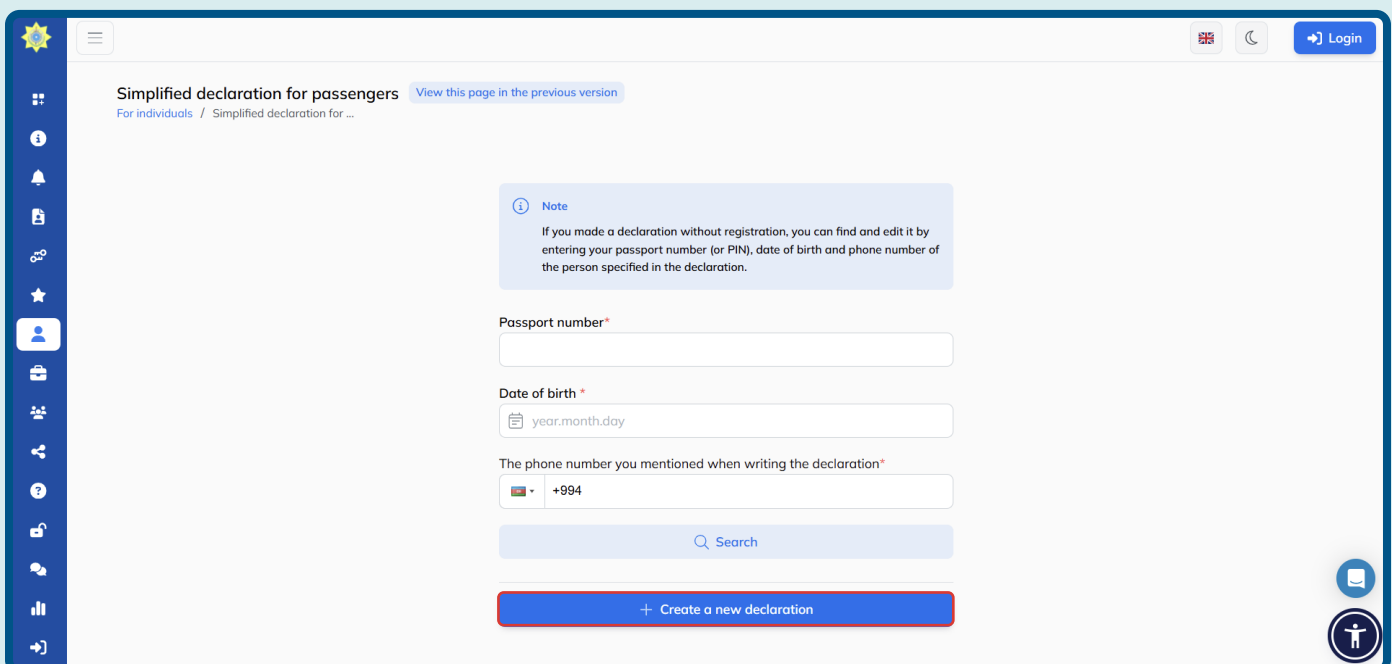 Login
Simplified declaration for passengers View this page in the previous version
For individuals / Simplified declaration for ...
Note
If you made a declaration without registration, you can find and edit it by
entering your passport number (or PIN), date of birth and phone number of
the person specified in the declaration.
Passport number*
Date of birth *
year.month.day
The phone number you mentioned when writing the declaration*
+994
Search
+ Create a new declaration